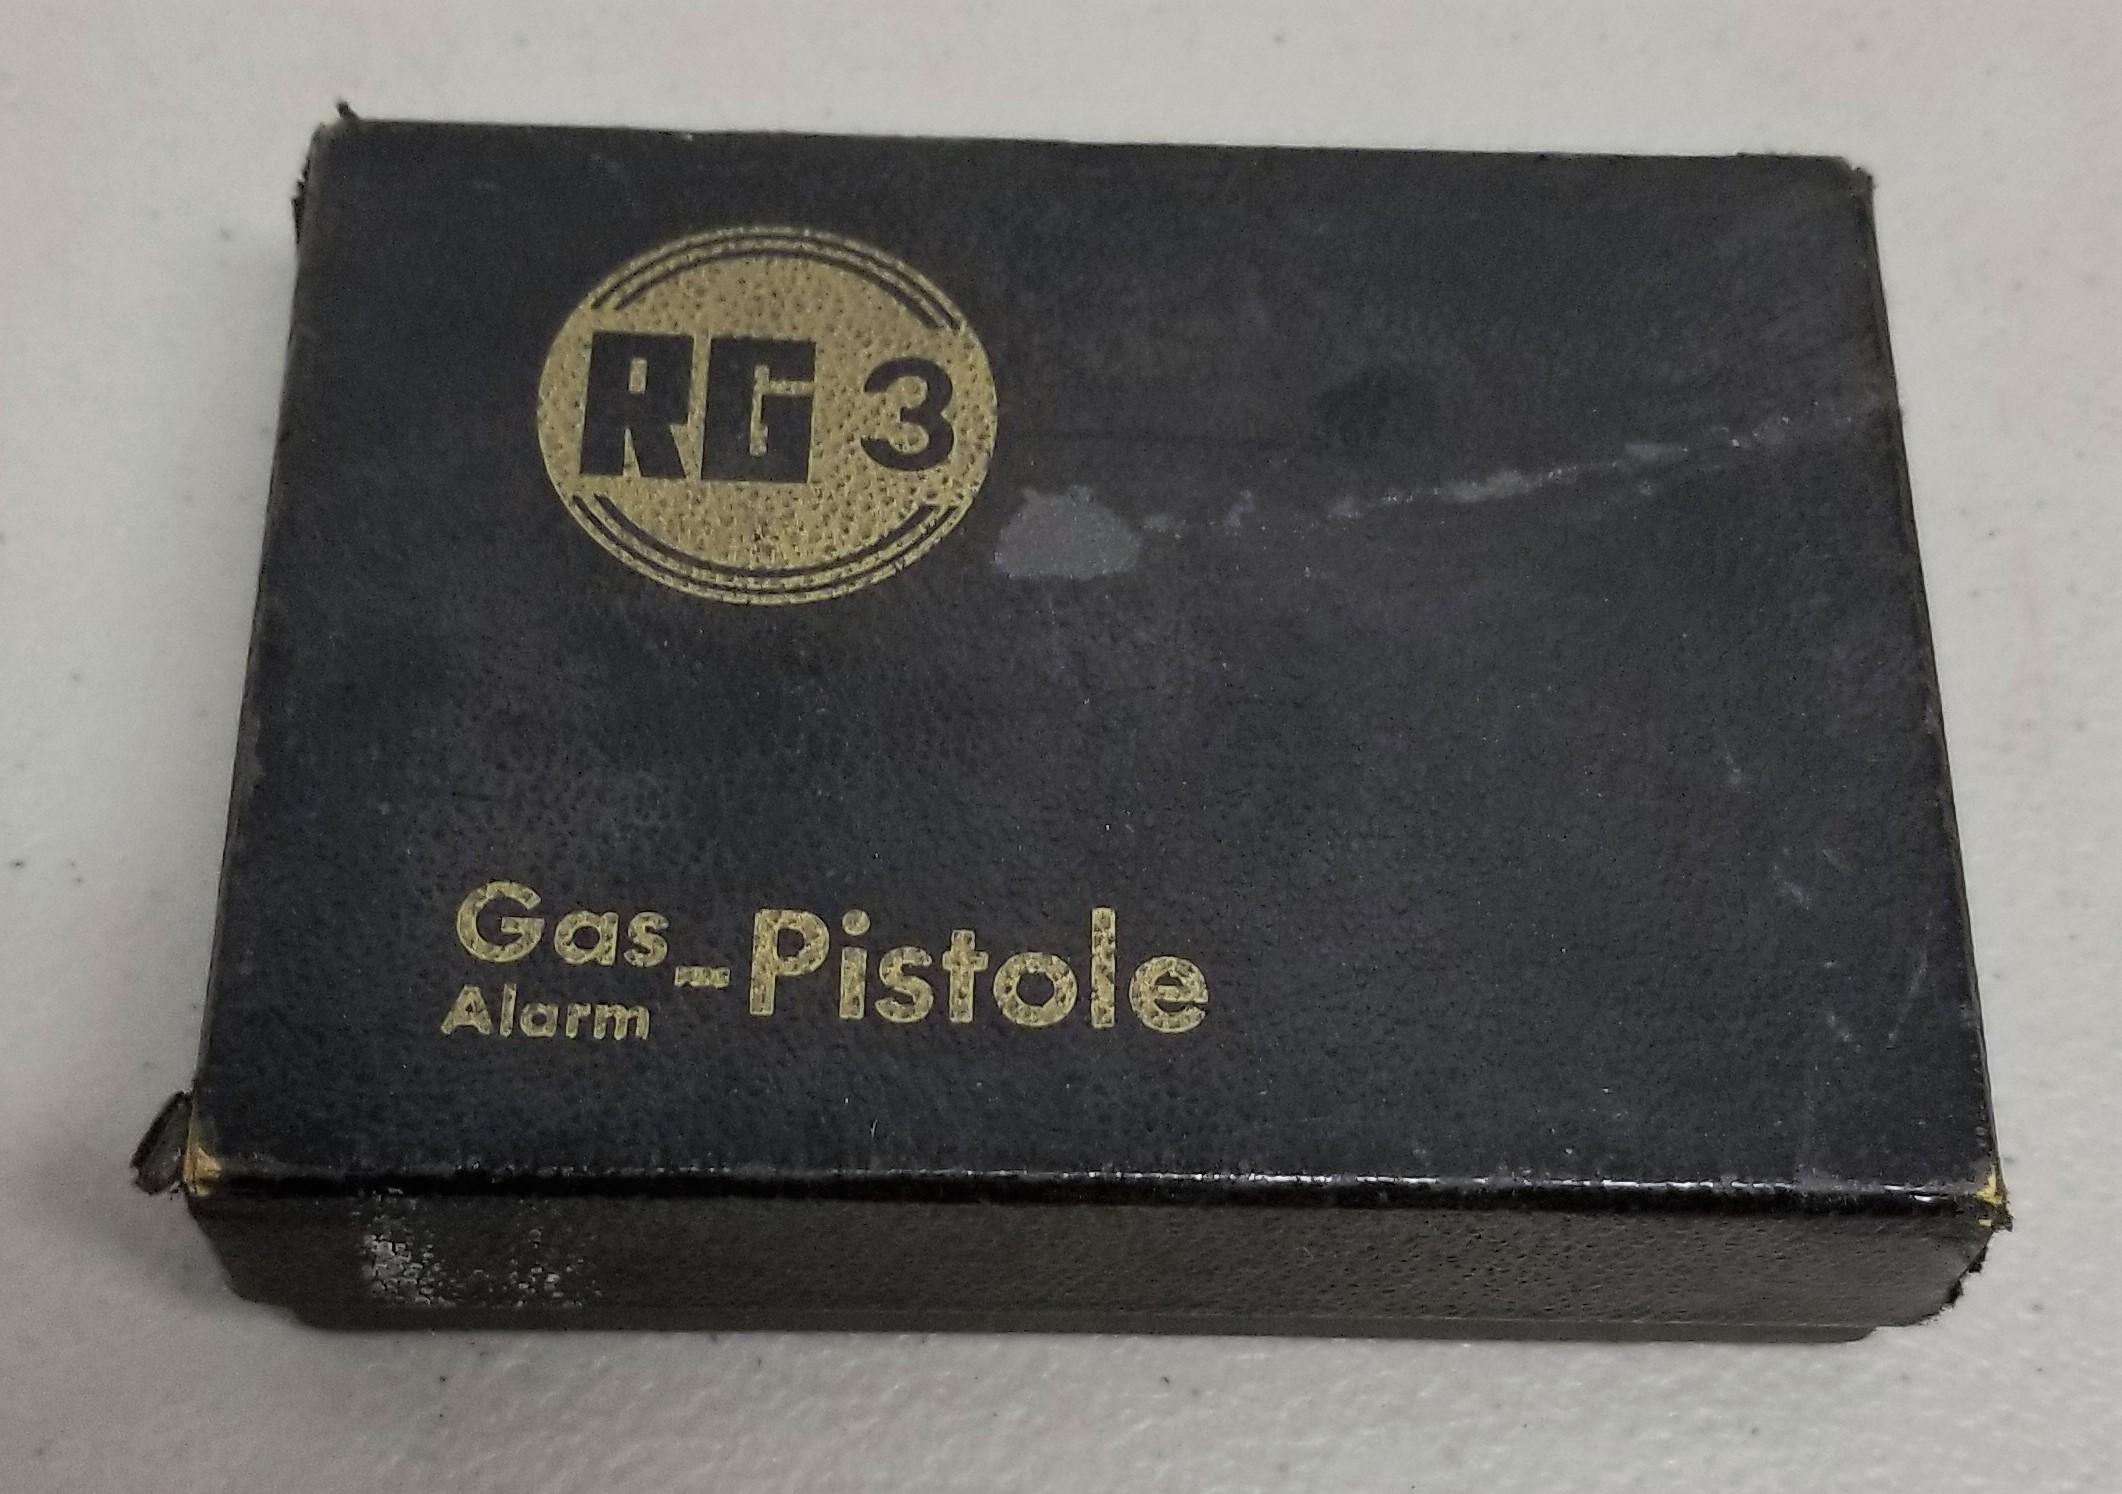 RG 3
Gas
Alarm
-Pistole